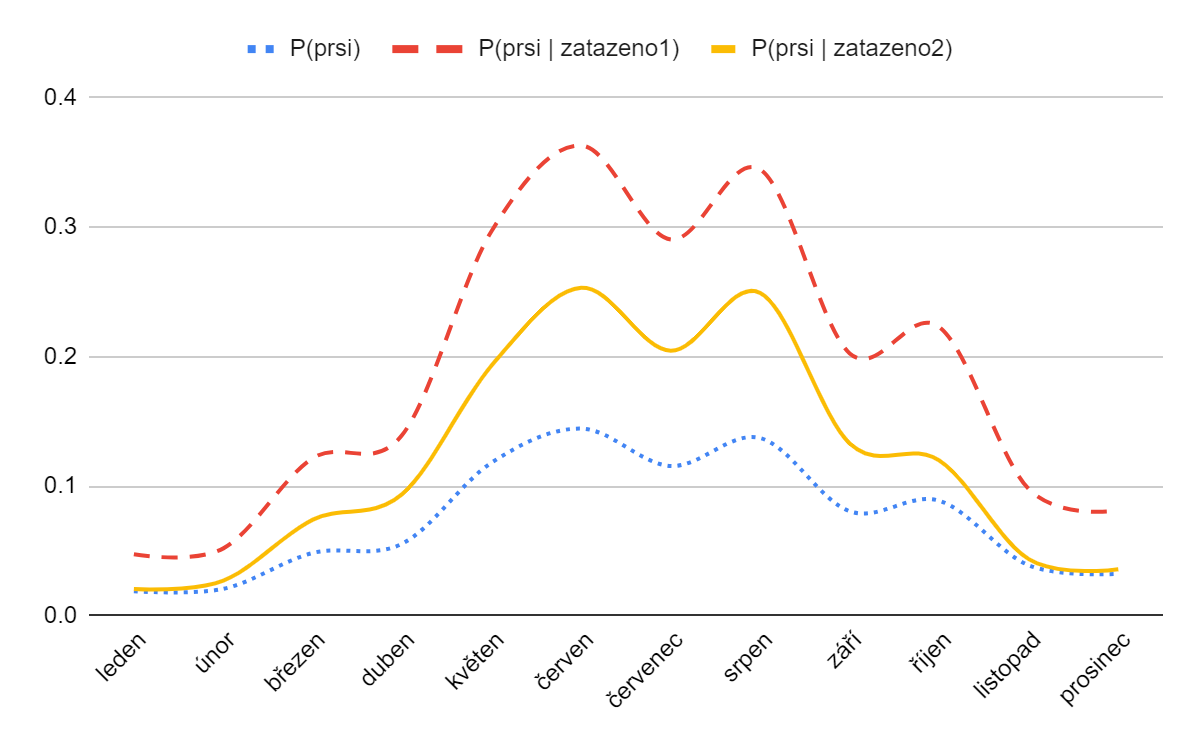 P(prsi) P(prsi | zatazeno1) P(prsi | zatazeno2)
0.4
0.3
0.2
0.1
0.0
leden únor březen duben květen červen červenec srpen září říjen listopad prosinec